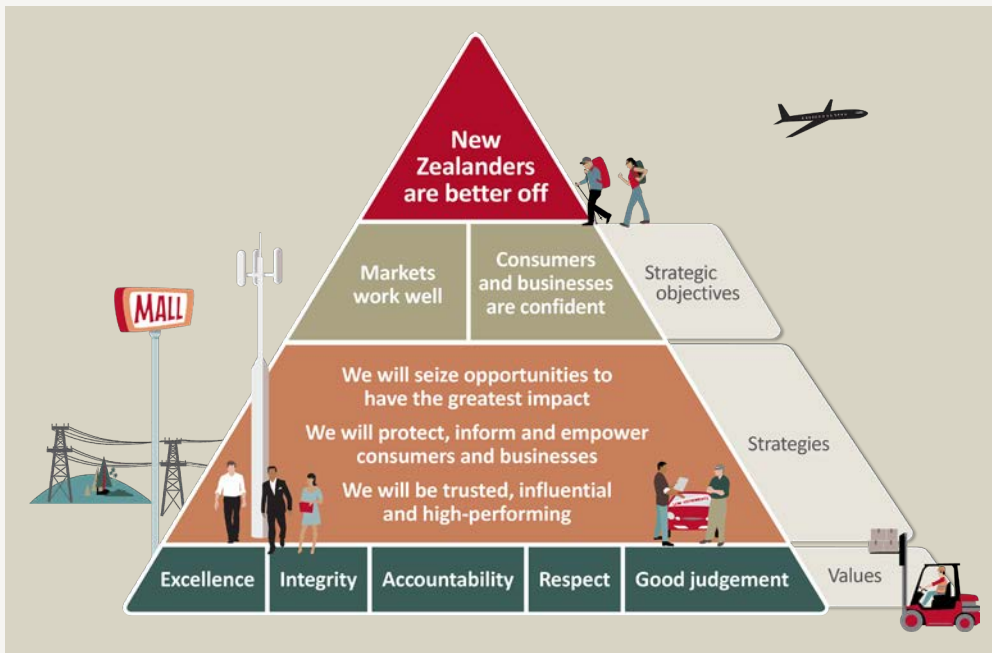 New
Zealanders
are better off
Markets
work well
Consumers
and businesses
are confident
Strategic
objectives
MALL
We will seize opportunities to
have the greatest impact
We will protect, inform and empower
consumers and businesses
We will be trusted, influential
and high-performing
Strategies
Excellence
Integrity
Accountability
Respect
Good judgement
Values